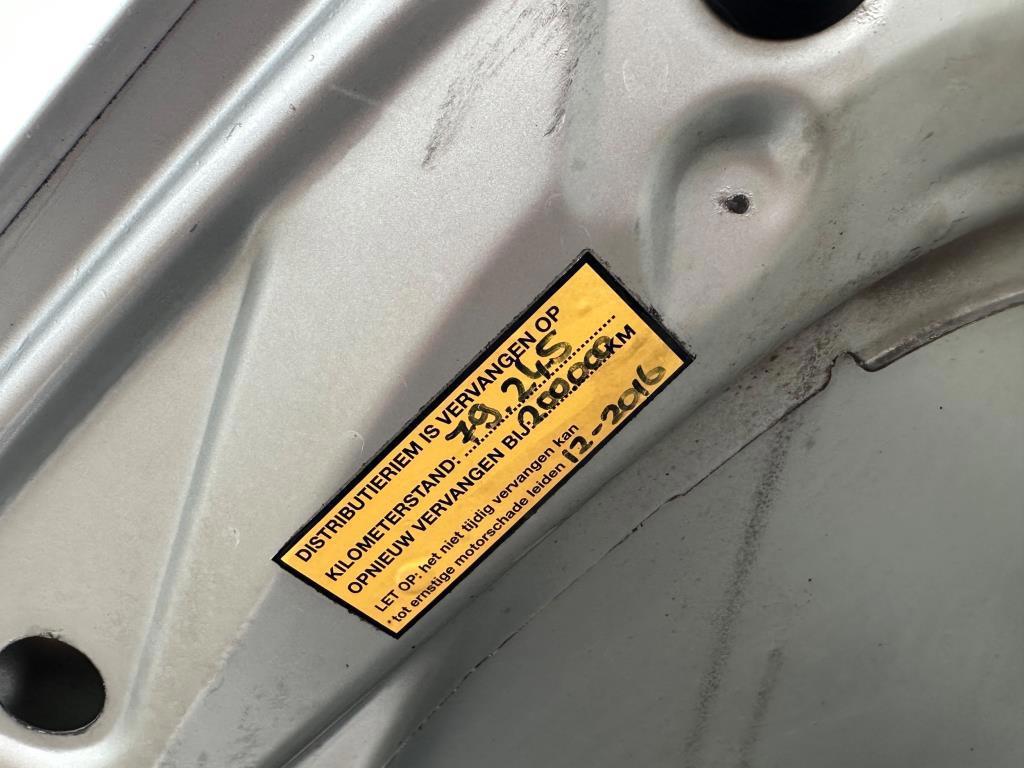 DISTRIBUTIERIEM IS VERVANGEN OP
KILOMETERSTAND: 79.245
OPNIEUW VERVANGEN BIJ: 200000 KM
LET OP: het niet tijdig vervangen kan
*tot ernstige motorschade leiden 12-2016